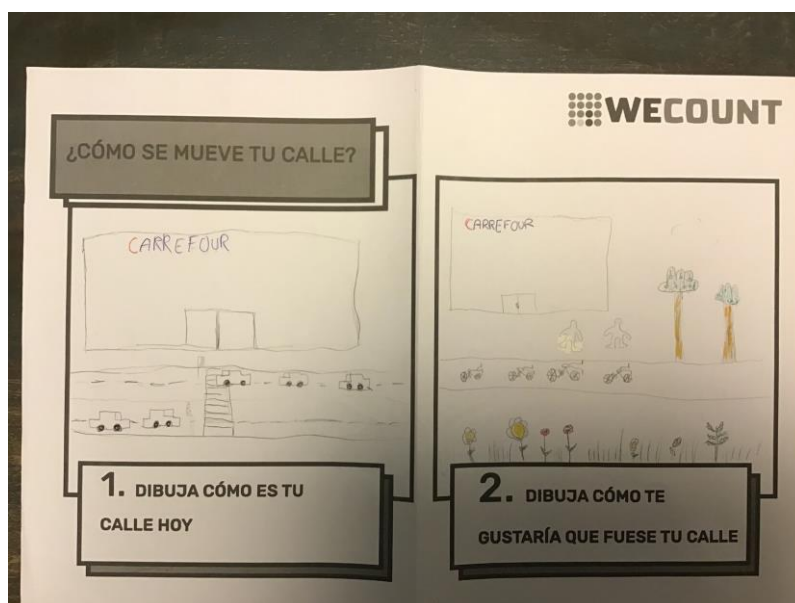 WECOUNT
¿CÓMO SE MUEVE TU CALLE?
CARREFOUR
1. DIBUJA CÓMO ES TU
CALLE HOY
CARREFOUR
2. DIBUJA CÓMO TE
GUSTARÍA QUE FUESE TU CALLE